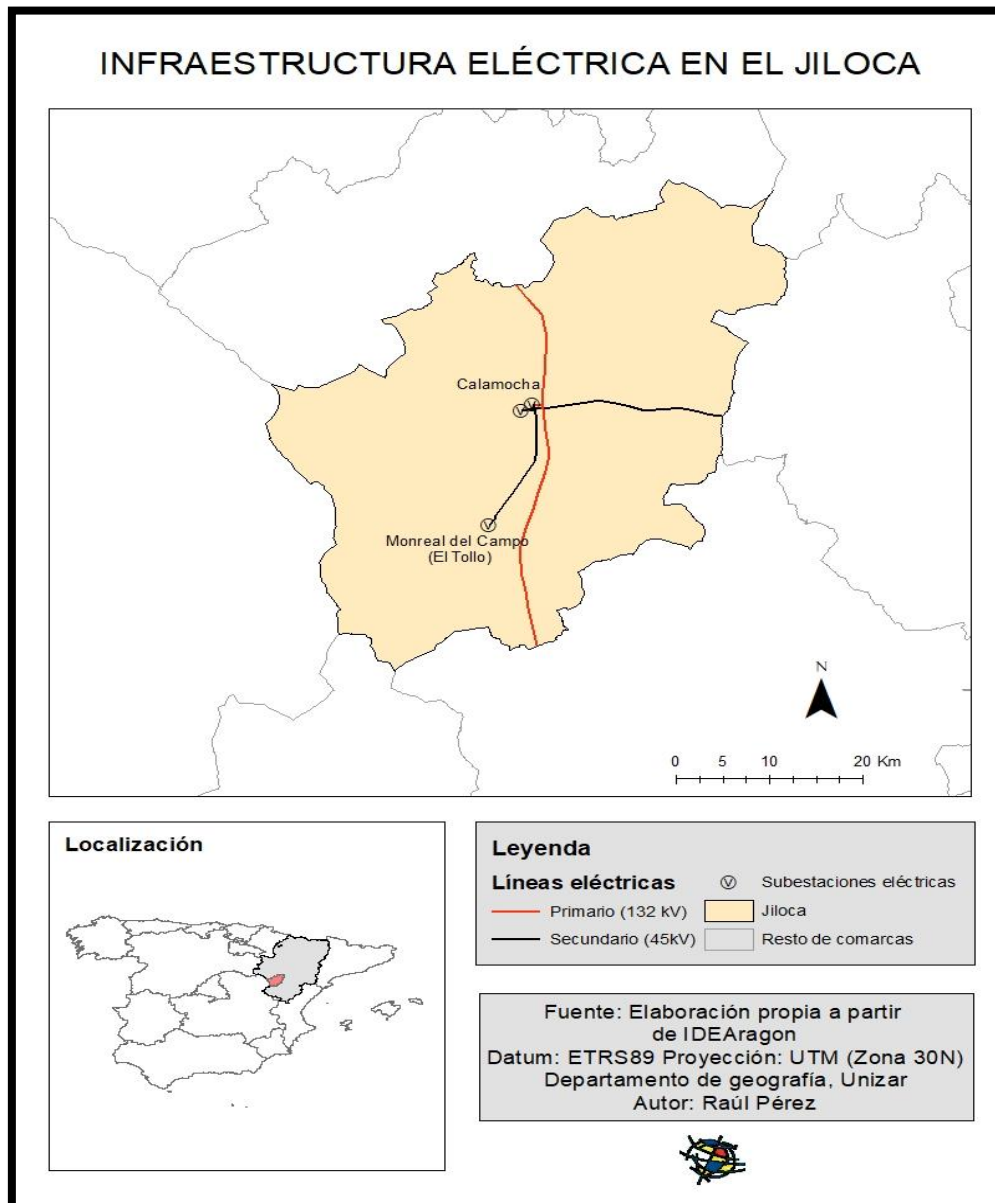 INFRAESTRUCTURA ELÉCTRICA EN EL JILOCA
Calamocha
V
V
V
Monreal del Campo
(El Tollo)
N
0 5 10 20 Km
Localización
Leyenda
Líneas eléctricas
Primario (132 kV)
Secundario (45kV)
V Subestaciones eléctricas
Jiloca
Resto de comarcas
Fuente: Elaboración propia a partir
de IDEAragon
Datum: ETRS89 Proyección: UTM (Zona 30N)
Departamento de geografía, Unizar
Autor: Raúl Pérez